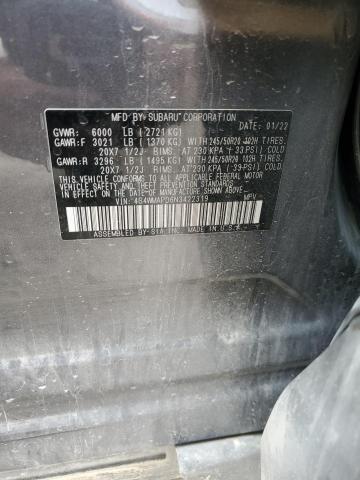 MFD BY SUBARU CORPORATION
DATE: 01/22
GVWR: 6000 LB (2721 KG)
GAWR:F 3021 LB (1370 KG) WITH 245/50R20 102H TIRES.
20X7 1/2J RIMS, AT 230 KPA (33 PSI) COLD
GAWR:R 3296 LB (1495 KG) WITH 245/50R20 102H TIRES.
20X7 1/2J RIMS, AT 230 KPA (33 PSI) COLD
THIS VEHICLE CONFORMS TO ALL APPLICABLE FEDERAL MOTOR
VEHICLE SAFETY STANDARDS
IN EFFECT ON THE DATE OF MANUFACTURE SHOWN ABOVE.
VIN: 4S4WMAPD6N3422319 MPV
ASSEMBLED BY SIA INC. MADE IN U.S.A.